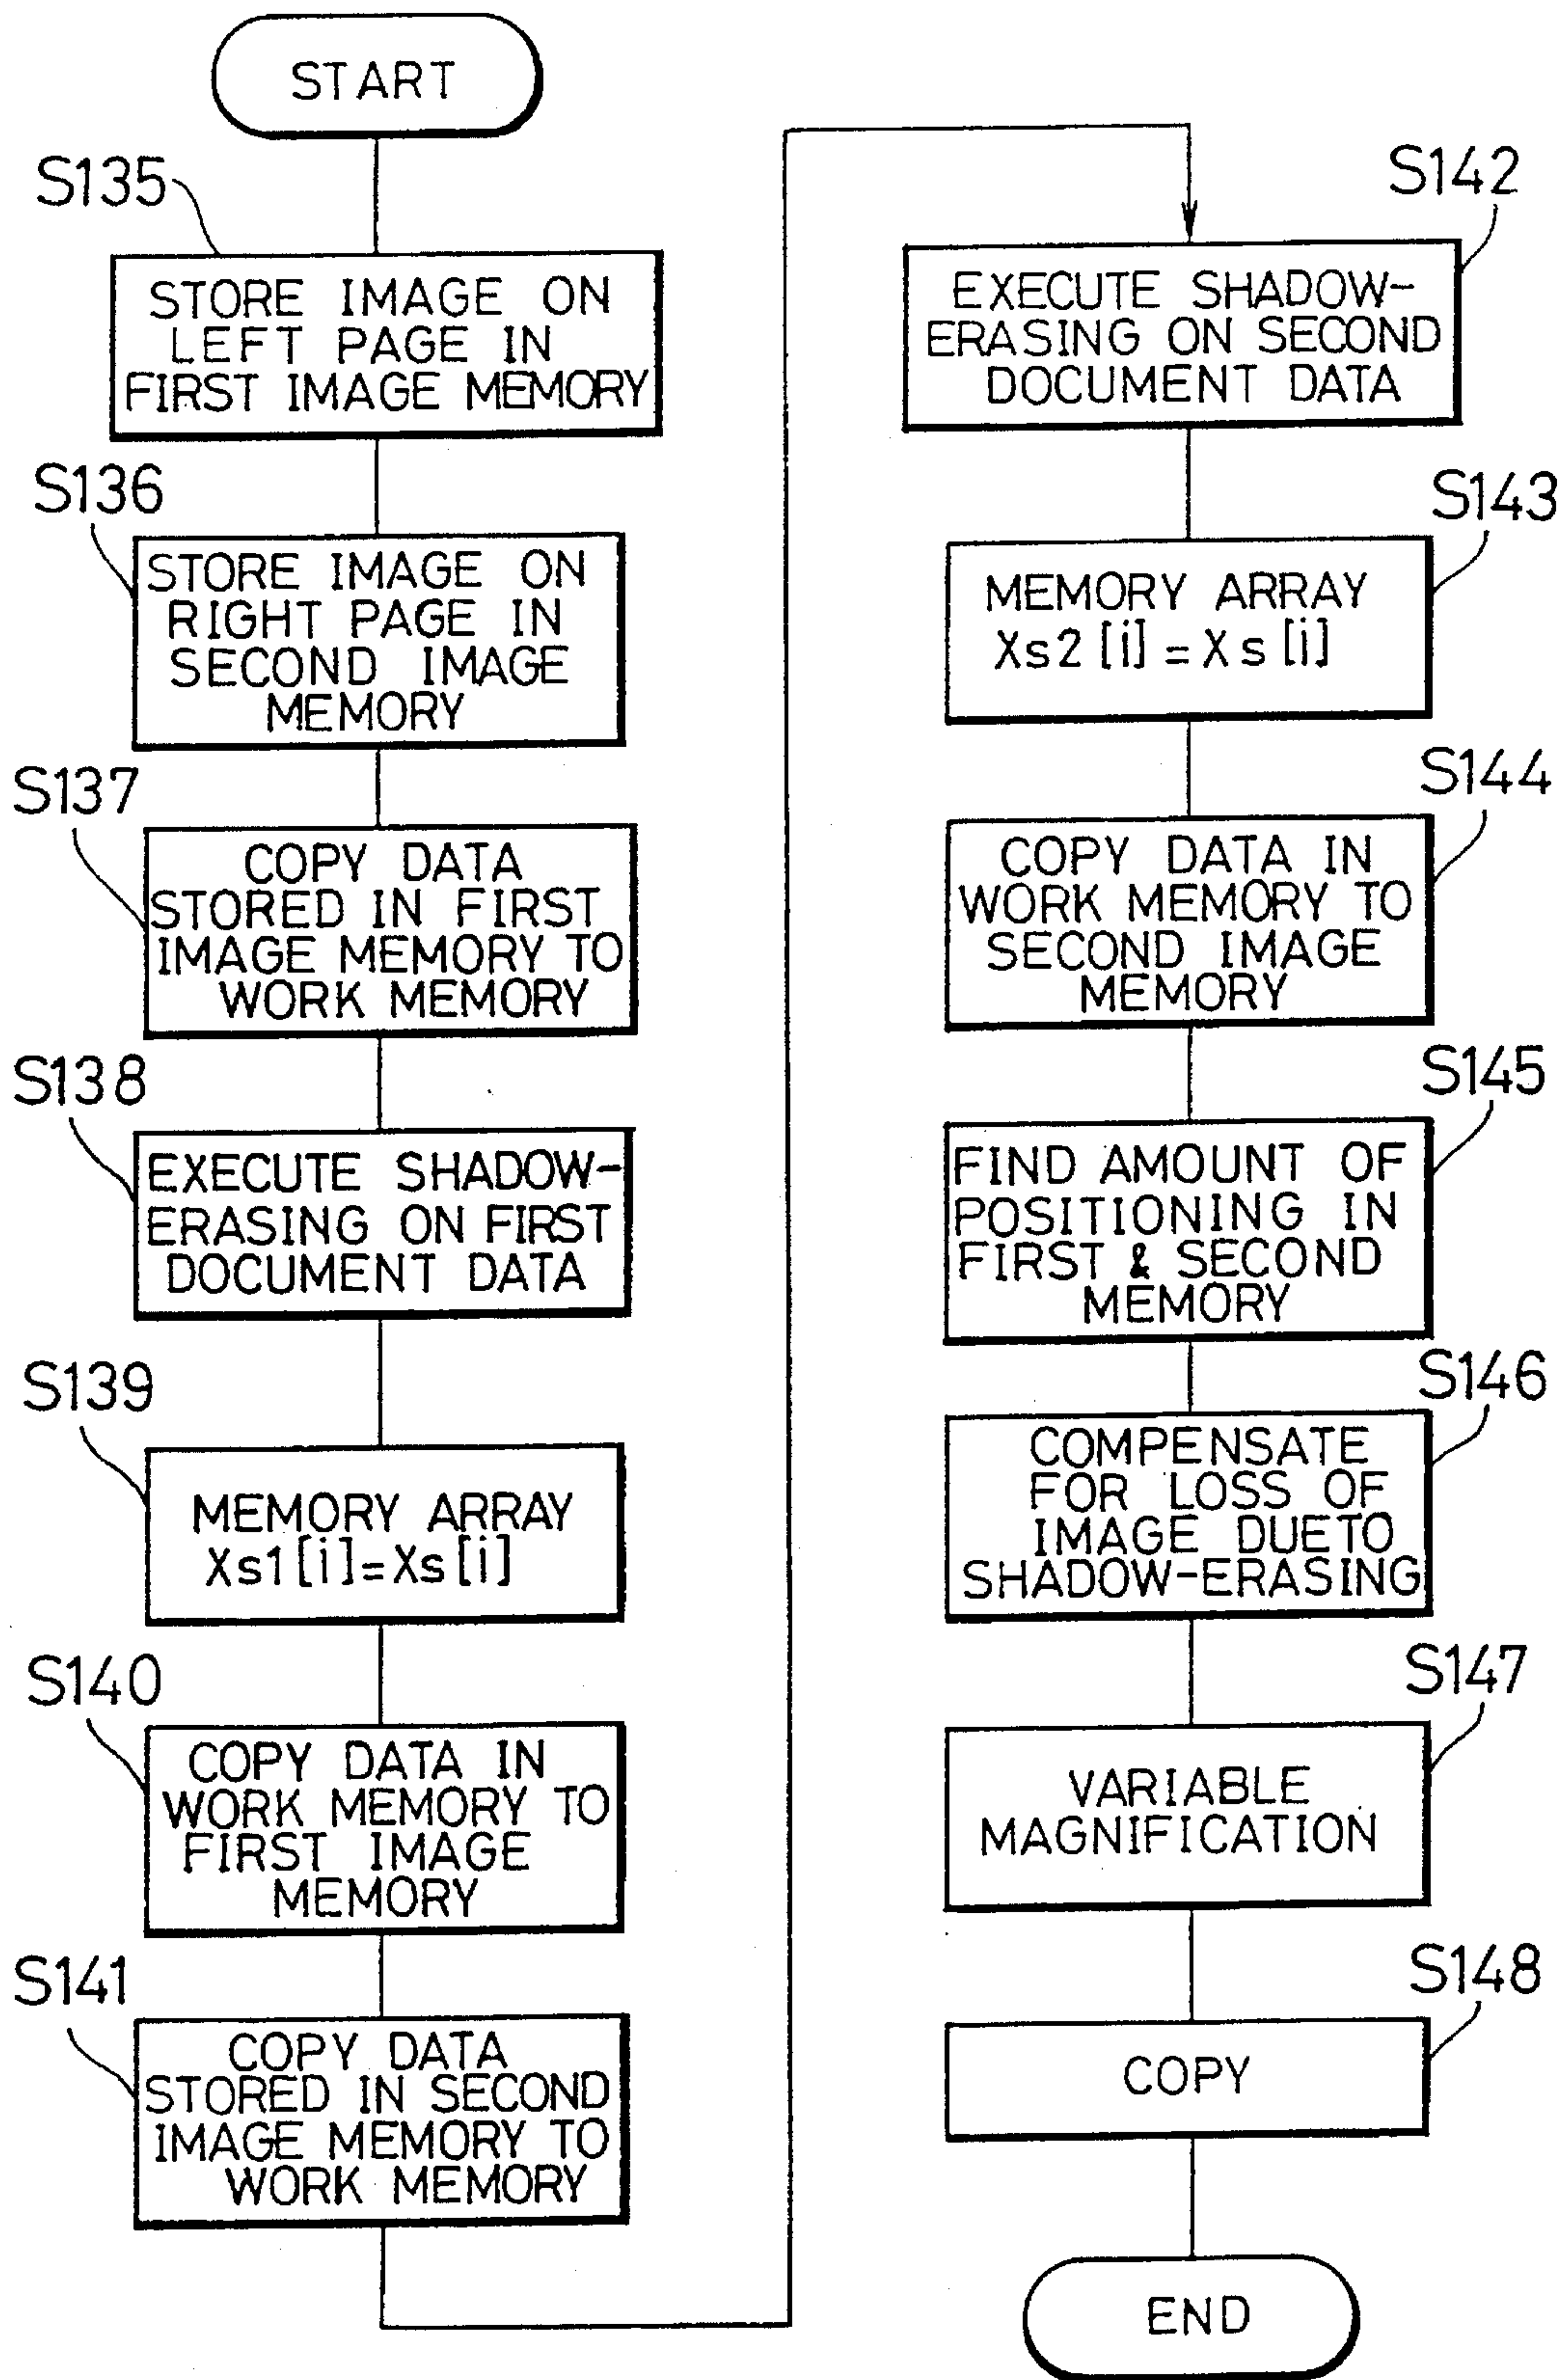 START
S135
STORE IMAGE ON
LEFT PAGE IN
FIRST IMAGE MEMORY
S136
STORE IMAGE ON
RIGHT PAGE IN
SECOND IMAGE
MEMORY
S137
COPY DATA
STORED IN FIRST
IMAGE MEMORY TO
WORK MEMORY
S138
EXECUTE SHADOW-
ERASING ON FIRST
DOCUMENT DATA
S139
MEMORY ARRAY
Xs1[i]=Xs[i]
S140
COPY DATA IN
WORK MEMORY TO
FIRST IMAGE
MEMORY
S141
COPY DATA
STORED IN SECOND
IMAGE MEMORY TO
WORK MEMORY
S142
EXECUTE SHADOW-
ERASING ON SECOND
DOCUMENT DATA
S143
MEMORY ARRAY
Xs2[i]=Xs[i]
S144
COPY DATA IN
WORK MEMORY TO
SECOND IMAGE
MEMORY
S145
FIND AMOUNT OF
POSITIONING IN
FIRST & SECOND
MEMORY
S146
COMPENSATE
FOR LOSS OF
IMAGE DUETO
SHADOW-ERASING
S147
VARIABLE
MAGNIFICATION
S148
COPY
END